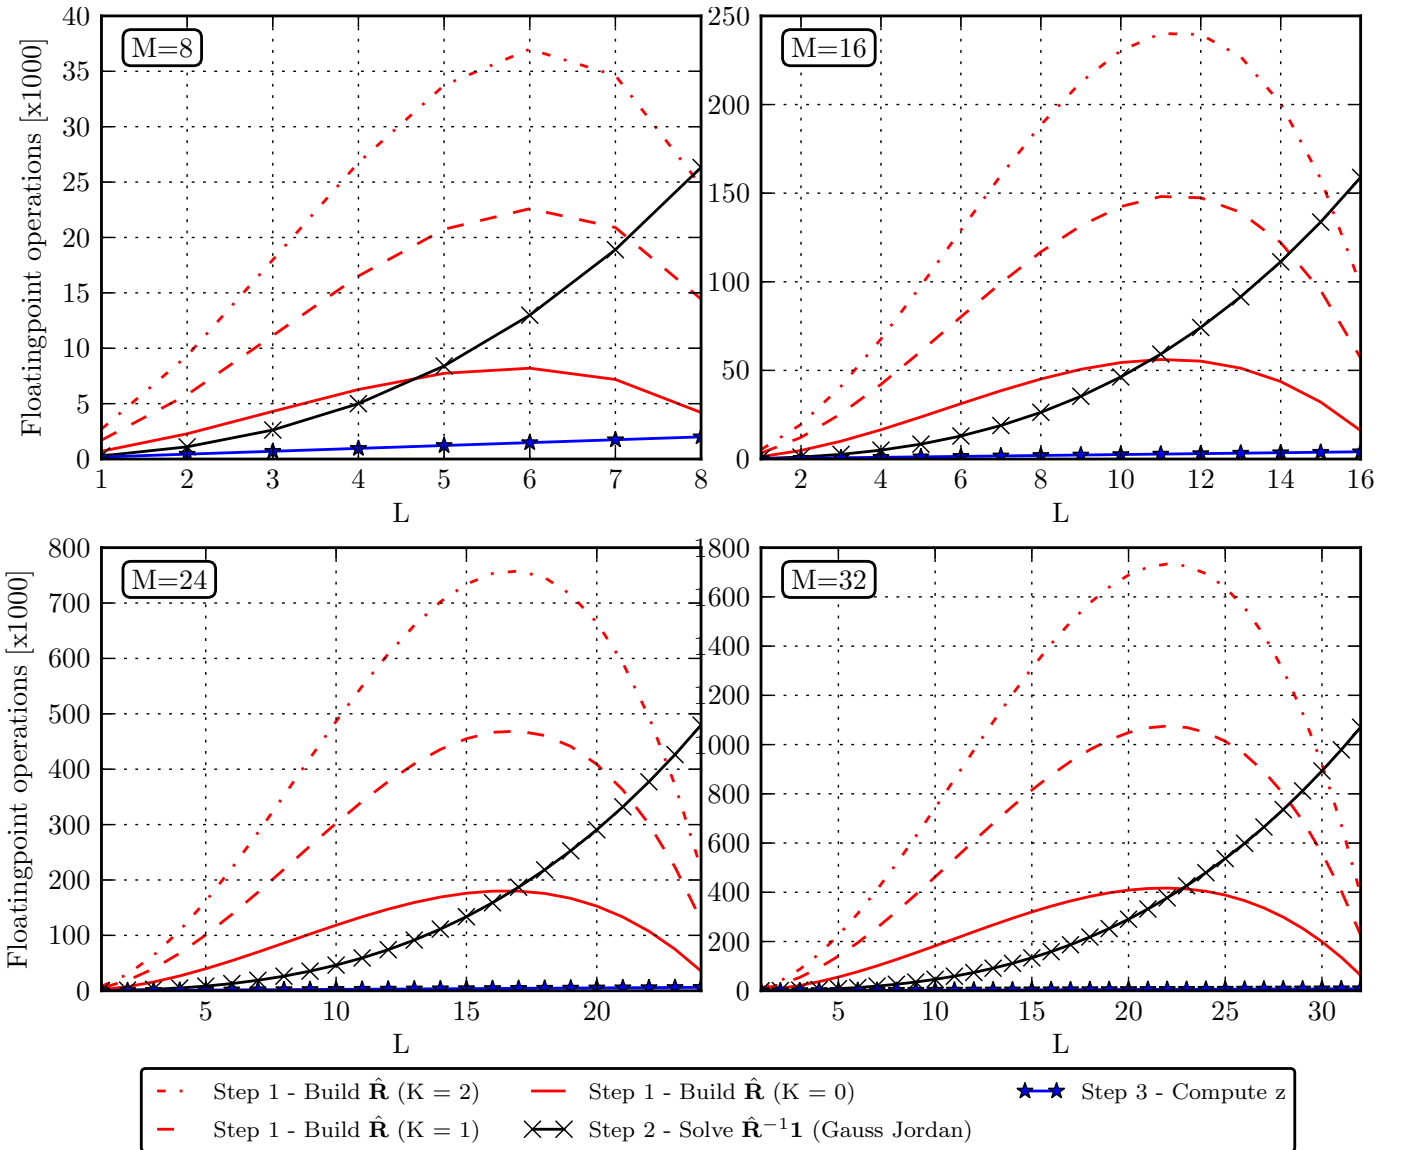 Floatingpoint operations [x1000]
40
35
30
25
20
15
10
5
0
M=8
1 2 3 4 5 6 7 8
L
250
200
150
100
50
0
M=16
2 4 6 8 10 12 14 16
L
Floatingpoint operations [x1000]
800
700
600
500
400
300
200
100
0
M=24
5 10 15 20
L
1800
1600
1400
1200
1000
800
600
400
200
0
M=32
5 10 15 20 25 30
L
Step 1 - Build R̂ (K = 2)
Step 1 - Build R̂ (K = 1)
Step 1 - Build R̂ (K = 0)
Step 2 - Solve R̂⁻¹1 (Gauss Jordan)
Step 3 - Compute z